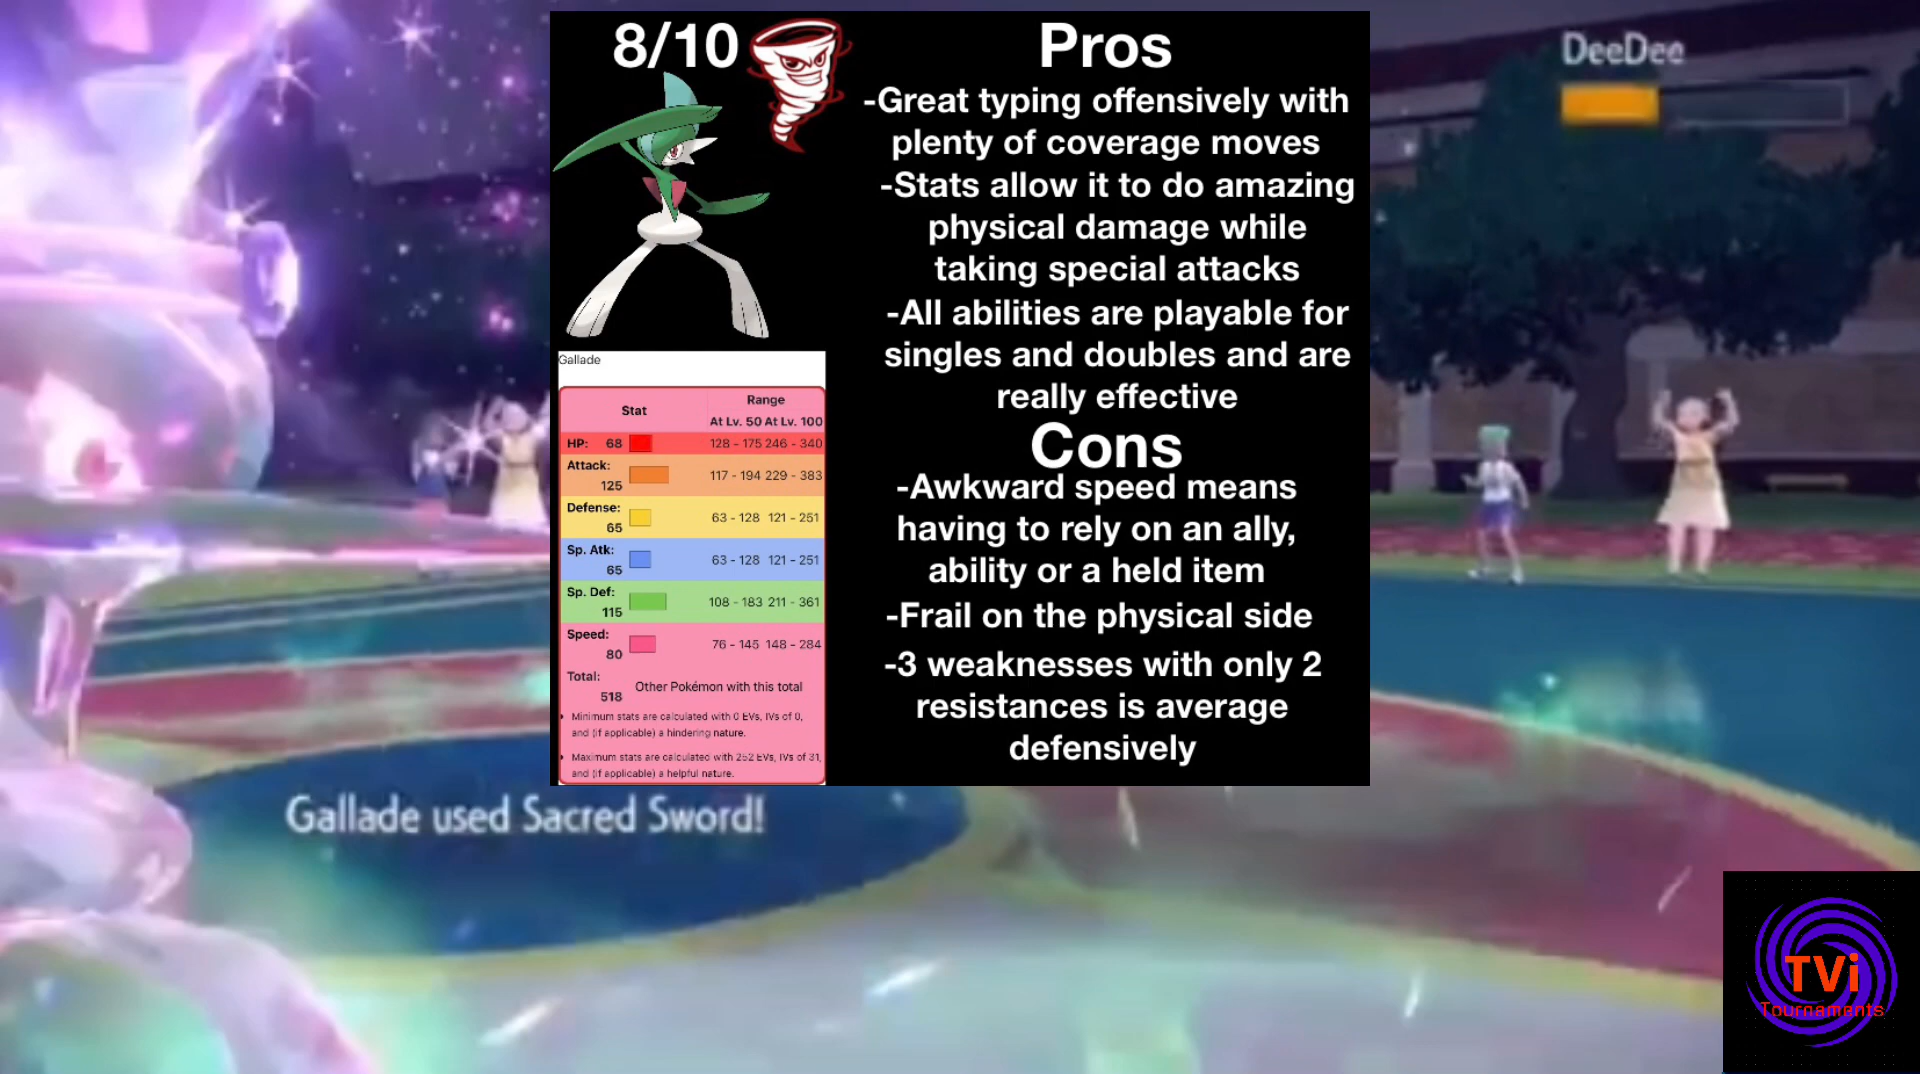 8/10
Pros
-Great typing offensively with
plenty of coverage moves
-Stats allow it to do amazing
physical damage while
taking special attacks
-All abilities are playable for
singles and doubles and are
really effective
Cons
-Awkward speed means
having to rely on an ally,
ability or a held item
-Frail on the physical side
-3 weaknesses with only 2
resistances is average
defensively
Gallade
Stat
Range
At Lv. 50 At Lv. 100
HP: 68 128 - 175 246 - 340
Attack:
125 117 - 194 229 - 383
Defense:
65 63 - 128 121 - 251
Sp. Atk:
65 63 - 128 121 - 251
Sp. Def:
115 108 - 183 211 - 361
Speed:
80 76 - 145 148 - 284
Total:
518 Other Pokémon with this total
Minimum stats are calculated with 0 EVs, IVs of 0,
and (if applicable) a hindering nature.
Maximum stats are calculated with 252 EVs, IVs of 31,
and (if applicable) a helpful nature.
DeeDee
Gallade used Sacred Sword!
TVi
Tournaments